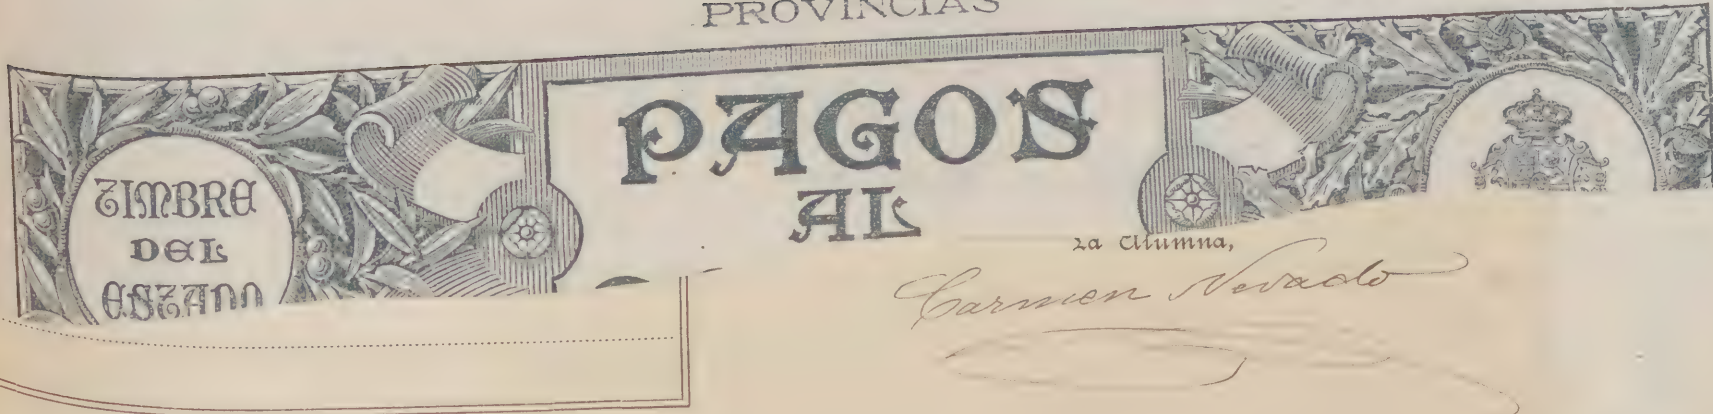 PROVINCIAS
PAGOS
AL
TIMBRE
DEL
ESTADO
La Alumna,
Carmen Nevado